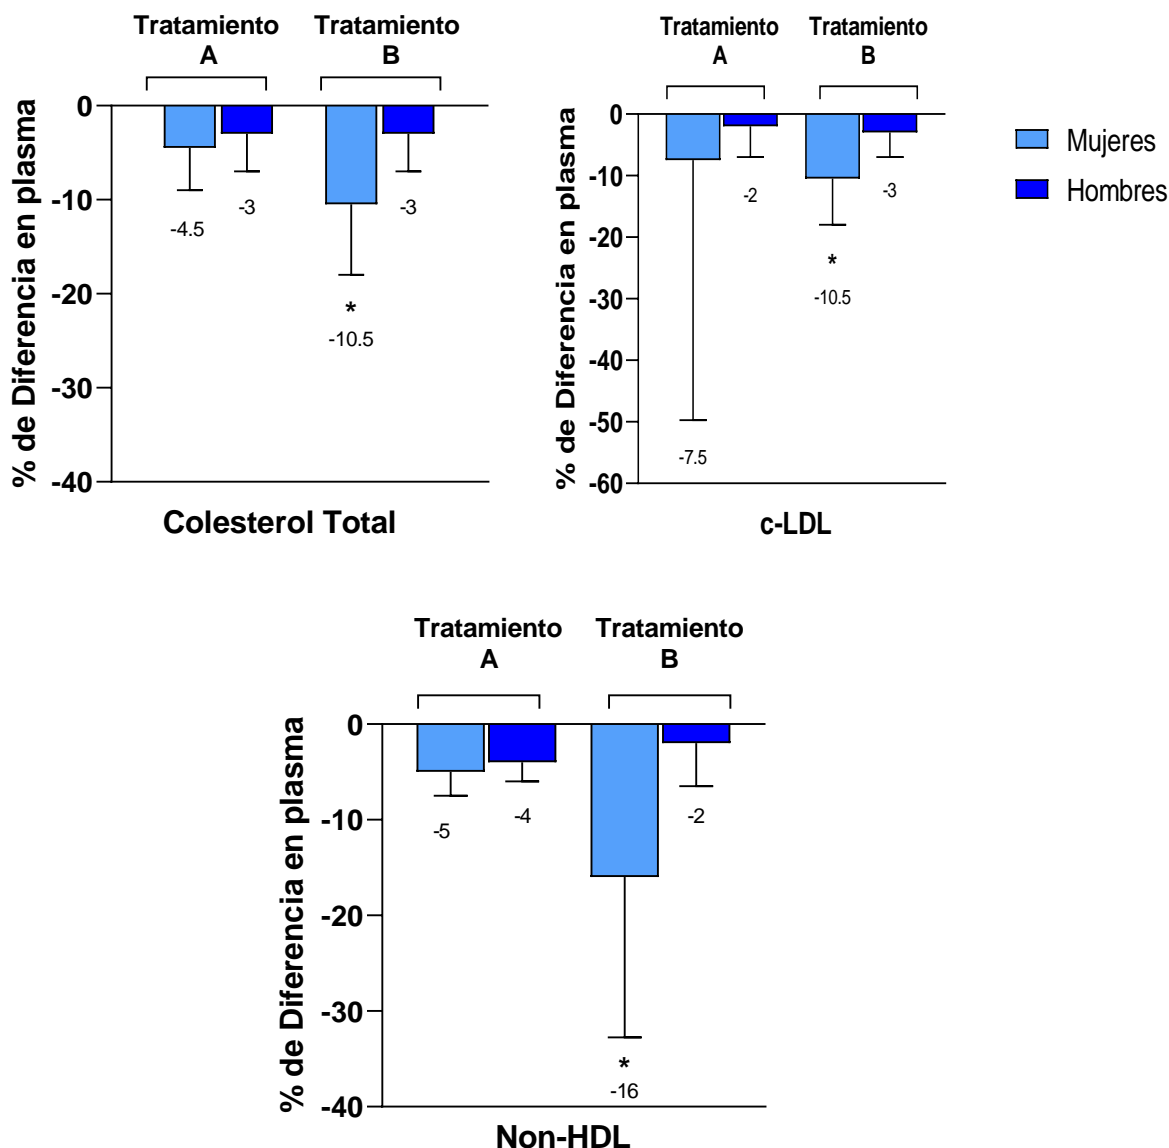 Tratamiento
A
Tratamiento
B
% de Diferencia en plasma
0
-10
-20
-30
-40
-4.5
-3
*
-10.5
-3
Colesterol Total
Tratamiento
A
Tratamiento
B
% de Diferencia en plasma
0
-10
-20
-30
-40
-50
-60
-7.5
-2
*
-10.5
-3
c-LDL
Mujeres
Hombres
Tratamiento
A
Tratamiento
B
% de Diferencia en plasma
0
-10
-20
-30
-40
-5
-4
*
-16
-2
Non-HDL